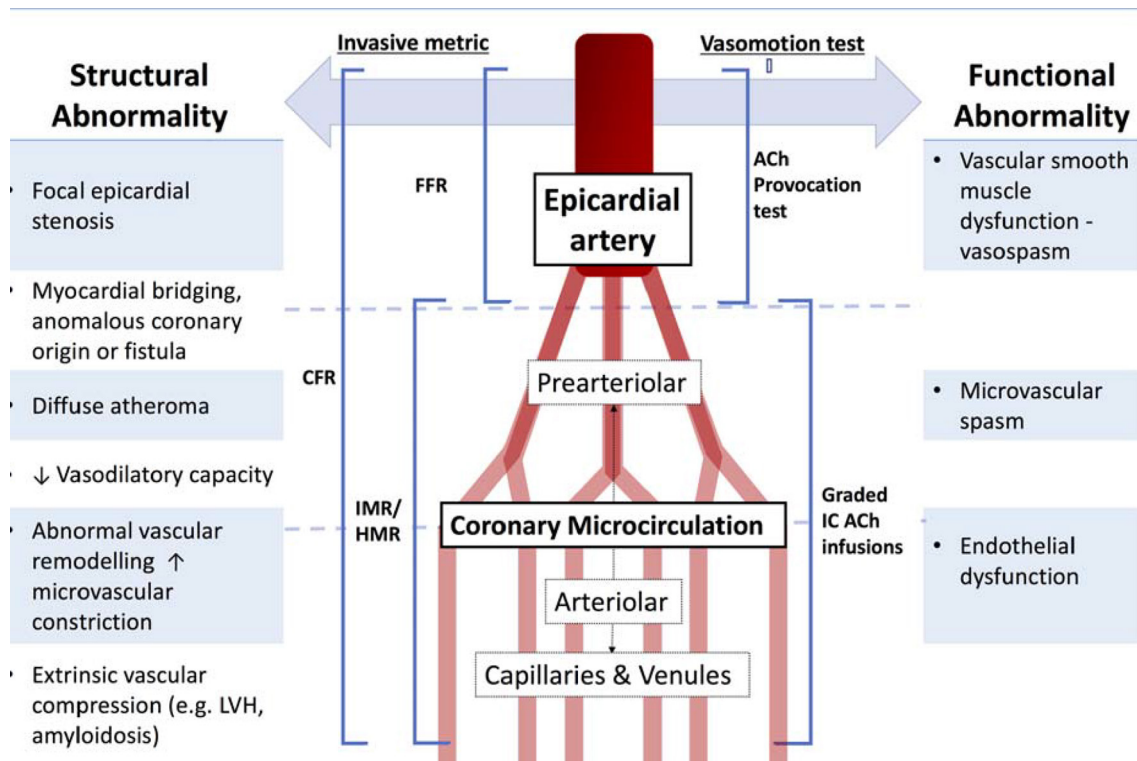 Invasive metric
Vasomotion test
Structural
Abnormality
Functional
Abnormality
• Focal epicardial
stenosis
• Myocardial bridging,
anomalous coronary
origin or fistula
• Diffuse atheroma
↓ Vasodilatory capacity
• Abnormal vascular
remodelling ↑
microvascular
constriction
• Extrinsic vascular
compression (e.g. LVH,
amyloidosis)
CFR
FFR
IMR/
HMR
Epicardial
artery
Prearteriolar
Coronary Microcirculation
Arteriolar
Capillaries & Venules
ACh
Provocation
test
Graded
IC ACh
infusions
• Vascular smooth
muscle
dysfunction -
vasospasm
• Microvascular
spasm
• Endothelial
dysfunction